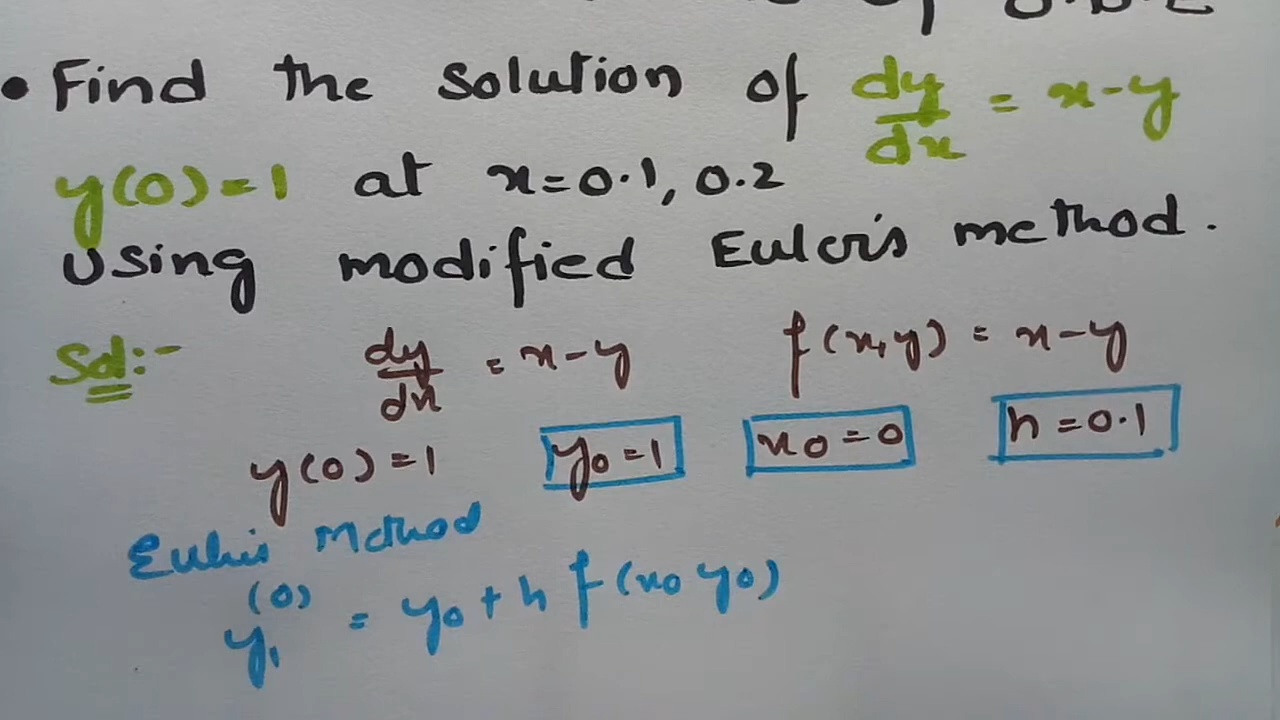 • Find the solution of dy/dx = x-y
y(0)=1 at x=0.1, 0.2
using modified Euler's method.
Sol:- dy/dx = x-y f(x,y) = x-y
y(0)=1 y0=1 x0=0 h=0.1
Euler's Method
y1^(0) = y0+h f(x0 y0)